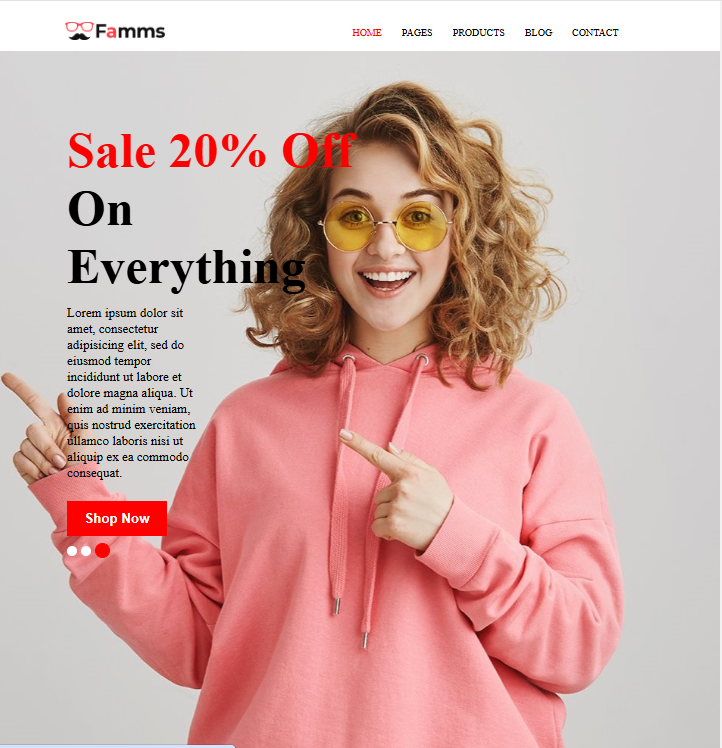 Famms
HOME PAGES PRODUCTS BLOG CONTACT
Sale 20% Off
On
Everything
Lorem ipsum dolor sit
amet, consectetur
adipisicing elit, sed do
eiusmod tempor
incididunt ut labore et
dolore magna aliqua. Ut
enim ad minim veniam,
quis nostrud exercitation
ullamco laboris nisi ut
aliquip ex ea commodo
consequat.
Shop Now